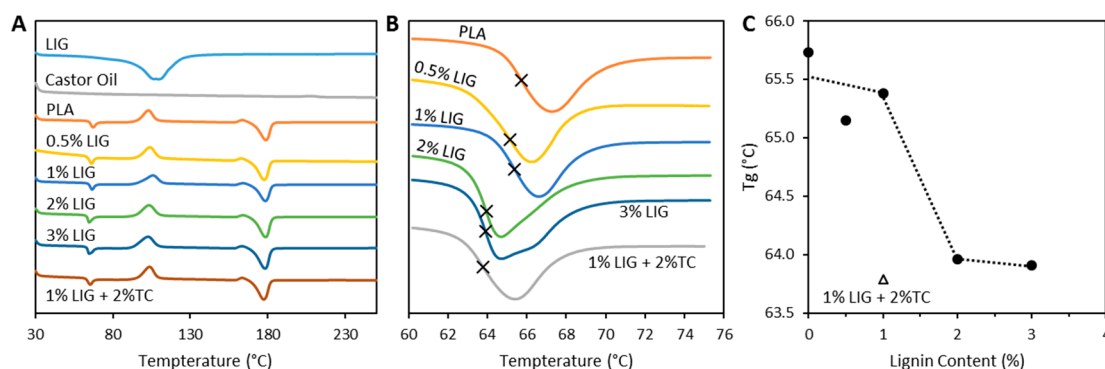 A
LIG
Castor Oil
PLA
0.5% LIG
1% LIG
2% LIG
3% LIG
1% LIG + 2%TC
30
80
130
180
230
Tempterature (°C)
B
PLA
0.5% LIG
1% LIG
2% LIG
3% LIG
1% LIG + 2%TC
60
62
64
66
68
70
72
74
76
Tempterature (°C)
C
66.0
65.5
65.0
64.5
64.0
63.5
Tg (°C)
1% LIG + 2%TC
0
1
2
3
4
Lignin Content (%)